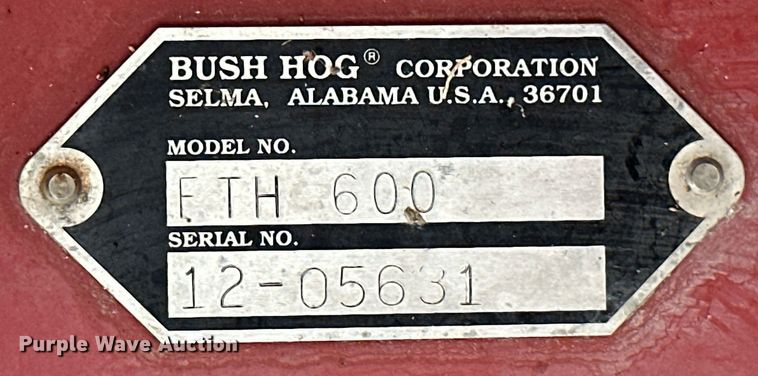 BUSH HOG® CORPORATION
SELMA, ALABAMA U.S.A., 36701
MODEL NO.
FTH 600
SERIAL NO.
12-05631
Purple Wave Auction